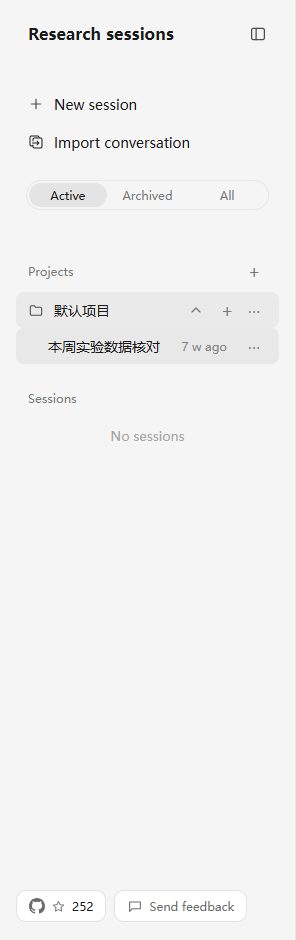 Research sessions
New session
Import conversation
Active Archived All
Projects
默认项目
本周实验数据核对 7 w ago
Sessions
No sessions
252 Send feedback